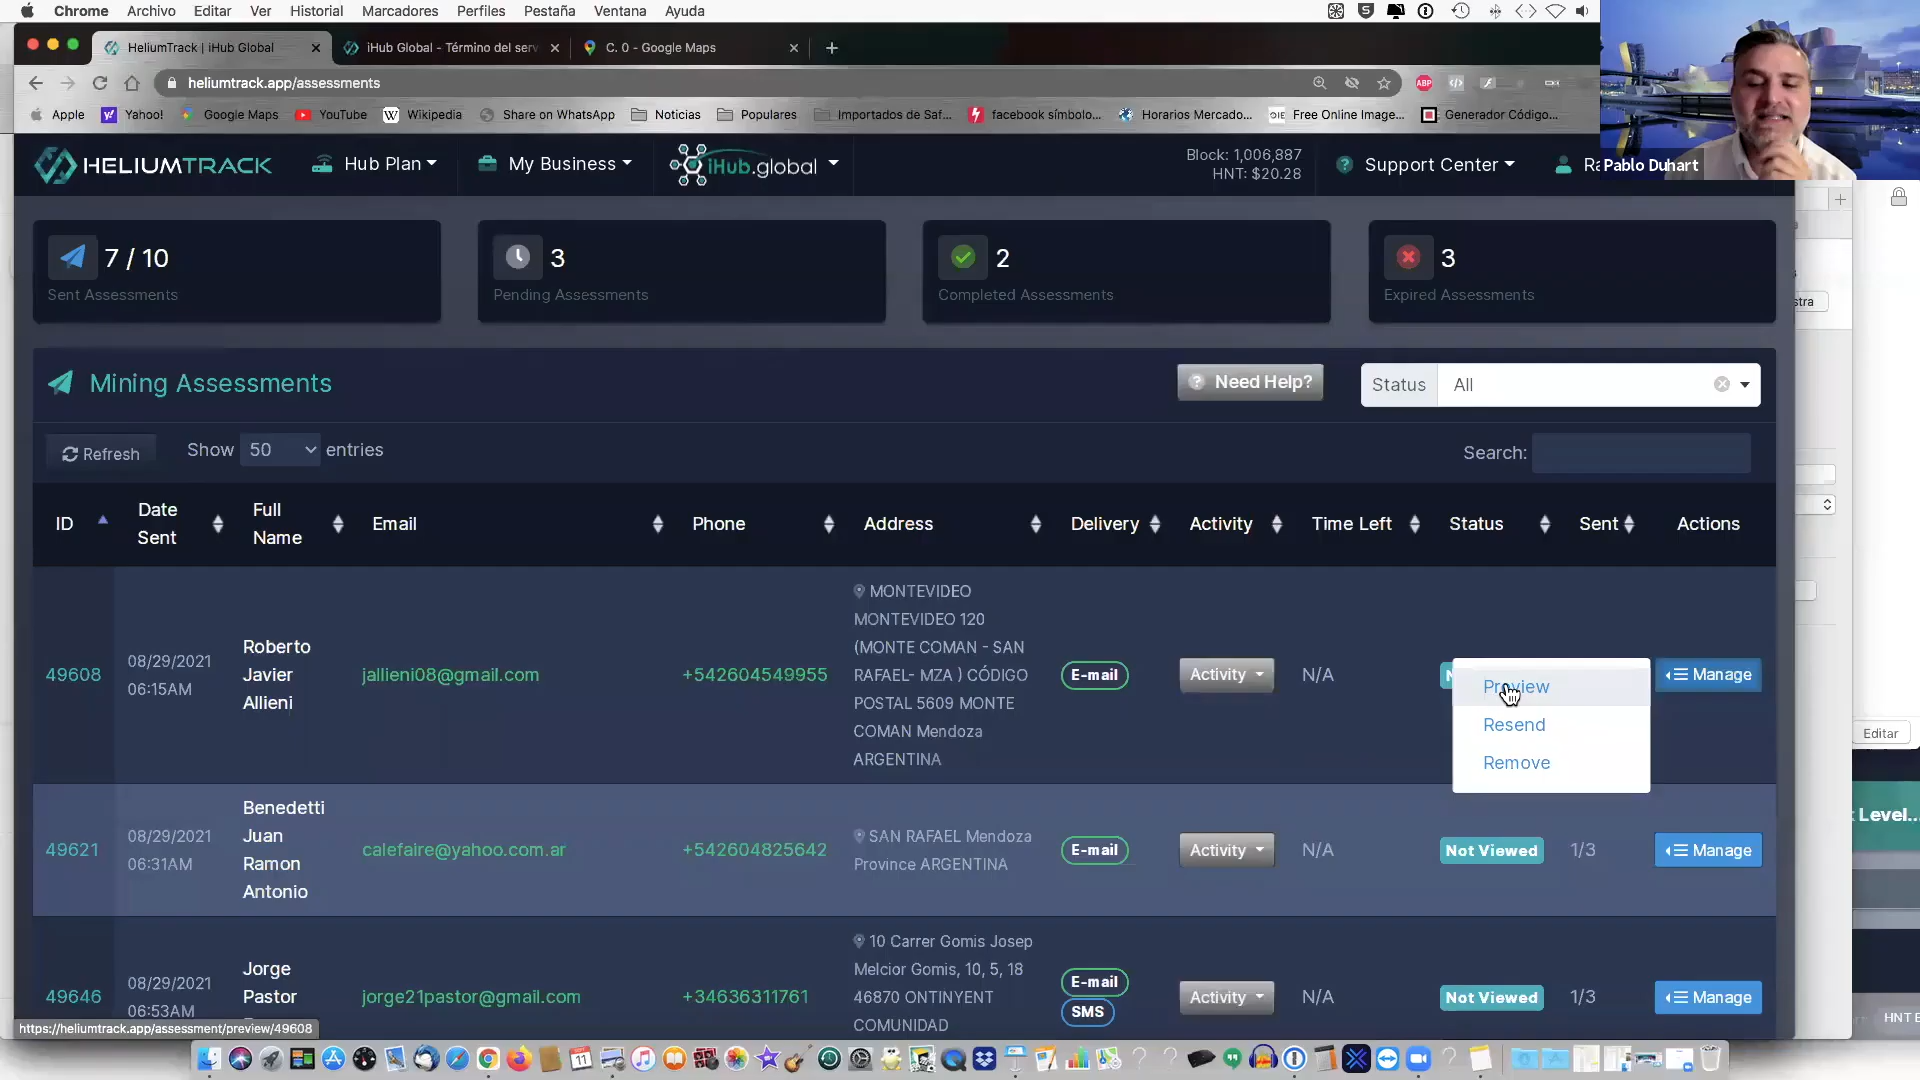 Chrome Archivo Editar Ver Historial Marcadores Perfiles Pestaña Ventana Ayuda
HeliumTrack | iHub Global
iHub Global - Término del serv
C. 0 - Google Maps
heliumtrack.app/assessments
Apple Yahoo! Google Maps YouTube Wikipedia Share on WhatsApp Noticias Populares Importados de Saf... facebook símbolo... Horarios Mercado... Free Online Image... Generador Código...
HELIUMTRACK Hub Plan My Business iHub.global
Block: 1,006,887
HNT: $20.28
Support Center
Pablo Duhart
7 / 10
Sent Assessments
3
Pending Assessments
2
Completed Assessments
3
Expired Assessments
Mining Assessments
Need Help?
Status All
Refresh
Show 50 entries
Search:
ID
Date Sent
Full Name
Email
Phone
Address
Delivery
Activity
Time Left
Status
Sent
Actions
49608
08/29/2021
06:15AM
Roberto
Javier
Allieni
jallieni08@gmail.com
+542604549955
MONTEVIDEO
MONTEVIDEO 120
(MONTE COMAN - SAN
RAFAEL- MZA ) CÓDIGO
POSTAL 5609 MONTE
COMAN Mendoza
ARGENTINA
E-mail
Activity
N/A
Preview
Resend
Remove
Manage
49621
08/29/2021
06:31AM
Benedetti
Juan
Ramon
Antonio
calefaire@yahoo.com.ar
+542604825642
SAN RAFAEL Mendoza
Province ARGENTINA
E-mail
Activity
N/A
Not Viewed
1/3
Manage
49646
08/29/2021
06:53AM
Jorge
Pastor
jorge21pastor@gmail.com
+34636311761
10 Carrer Gomis Josep
Melcior Gomis, 10, 5, 18
46870 ONTINYENT
COMUNIDAD
E-mail
SMS
Activity
N/A
Not Viewed
1/3
Manage
https://heliumtrack.app/assessment/preview/49608
Editar
Level...